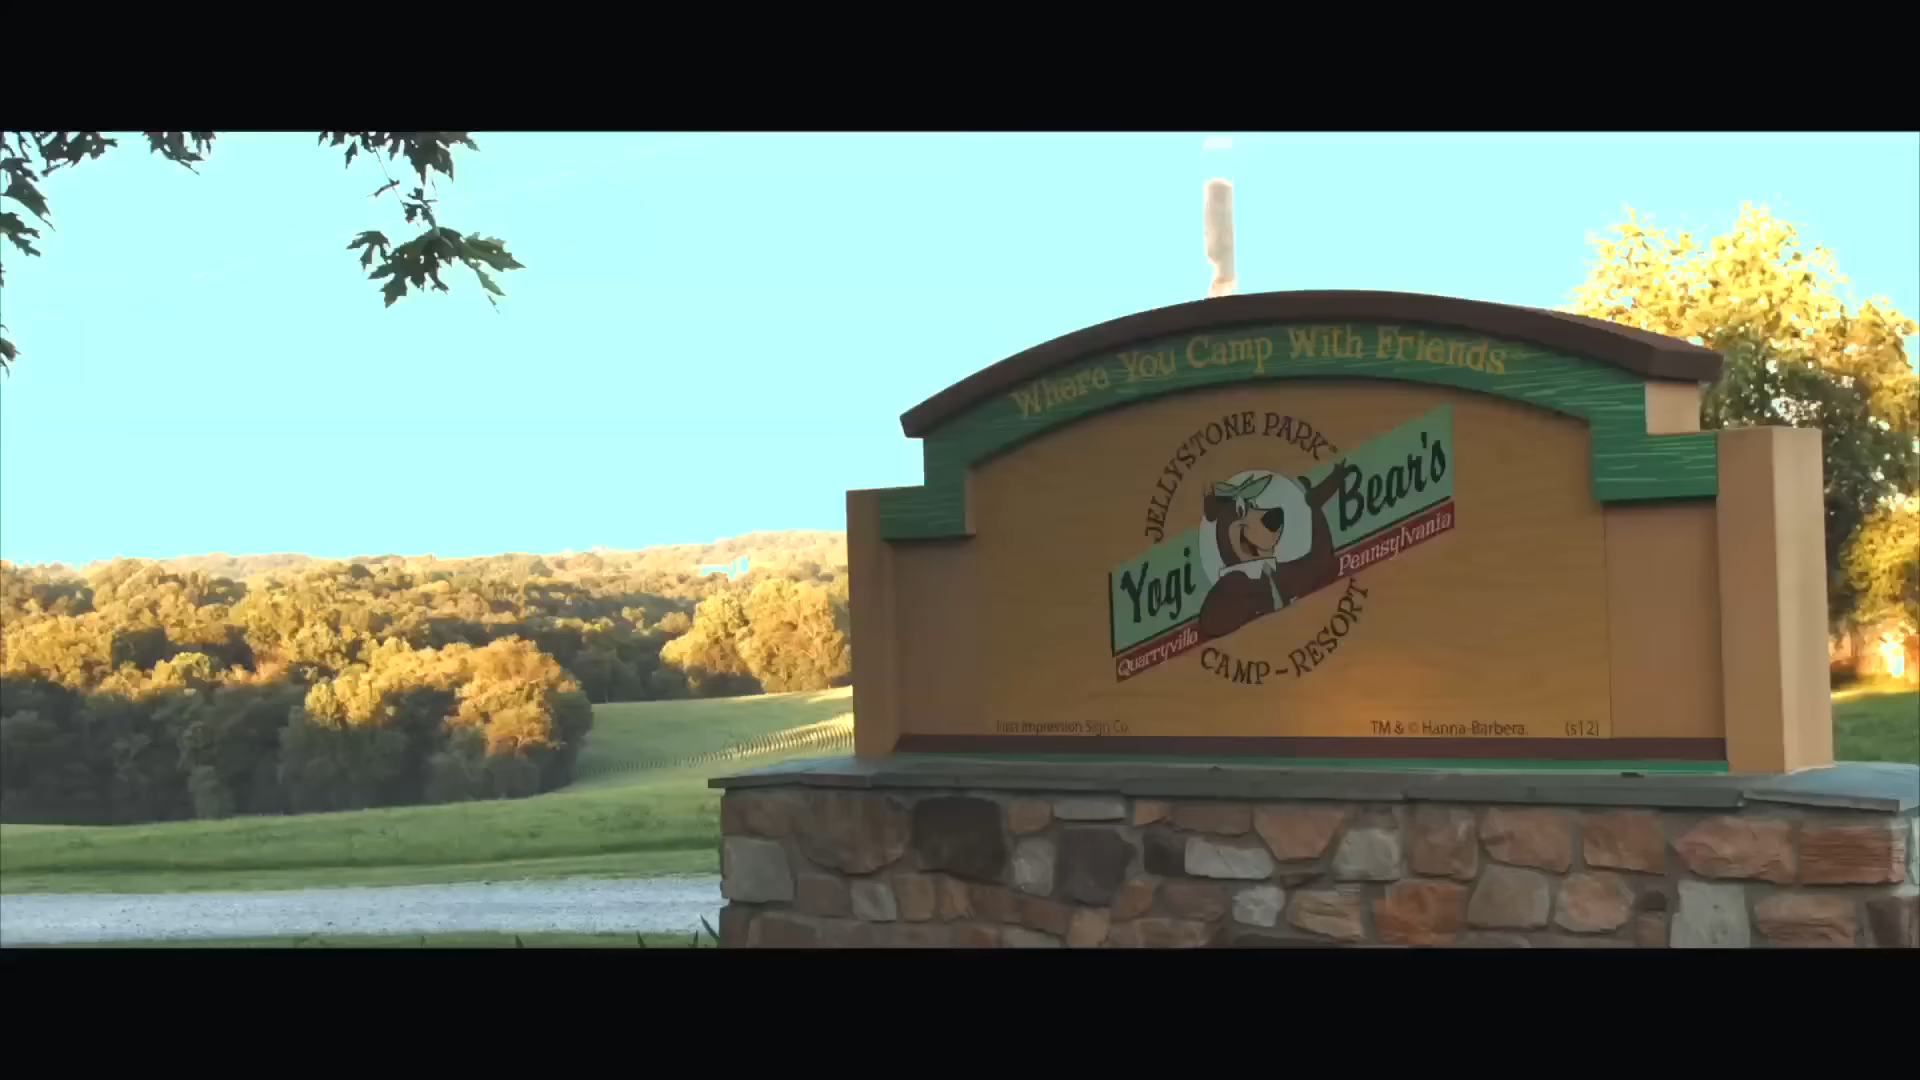 Where You Camp With Friends
JELLYSTONE PARK™
Yogi Bear's
Quarryville Pennsylvania
CAMP-RESORT
First Impression Sign Co.
TM & © Hanna-Barbera.
(s12)